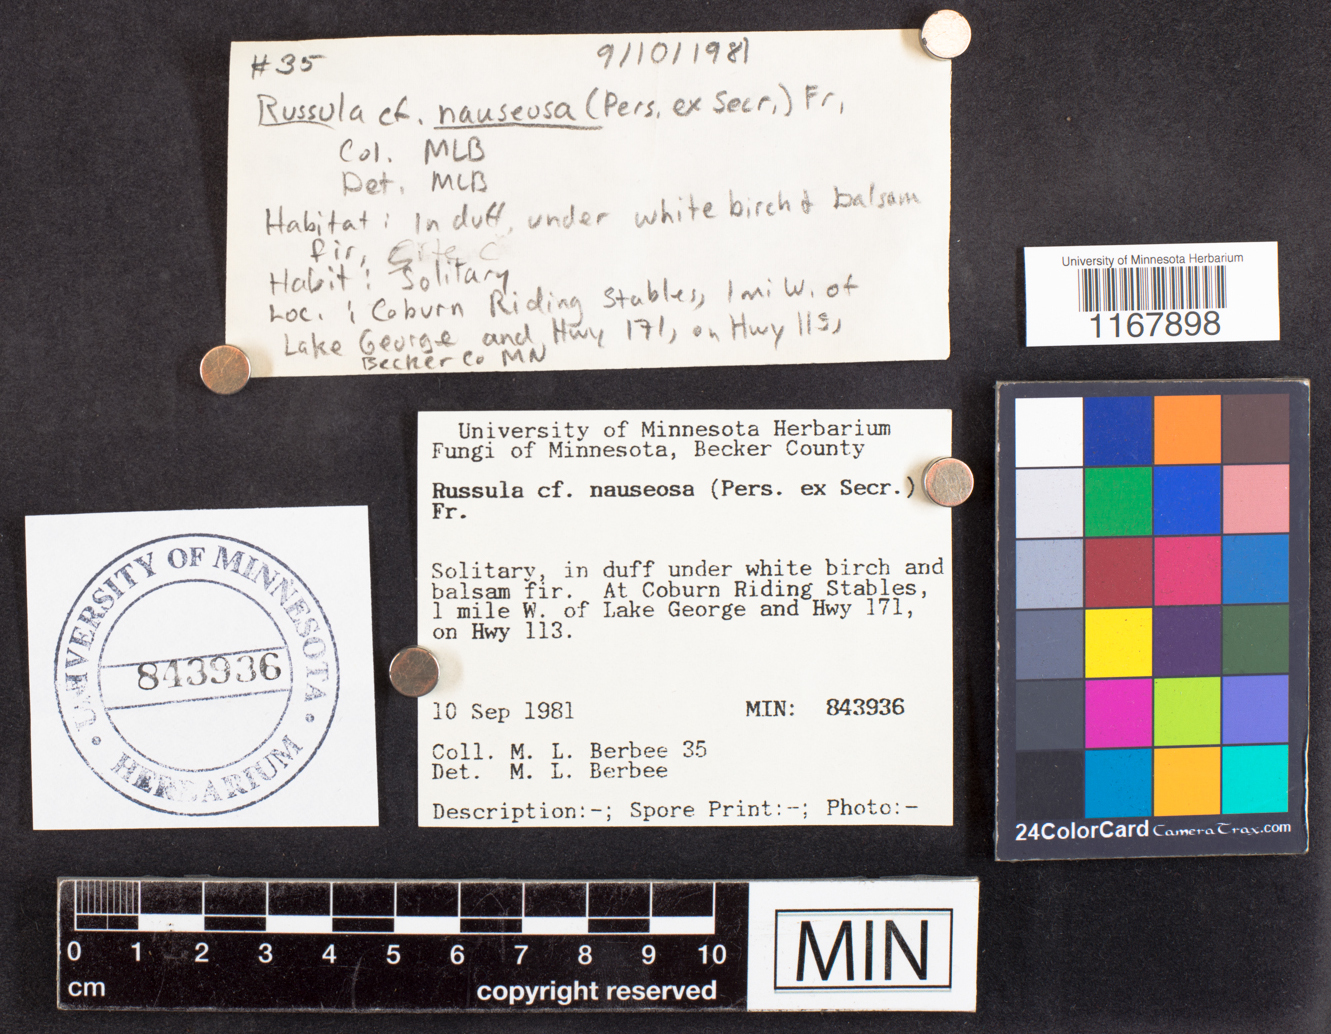 #35 9/10/1981
Russula cf. nauseosa (Pers. ex Secr.) Fr.
Col. MLB
Det. MLB
Habitat: In duff, under white birch & balsam
fir,
Habit: Solitary
Loc.: Coburn Riding Stables, 1 mi W. of
Lake George and Hwy 171, on Hwy 113,
Becker Co MN
University of Minnesota Herbarium
1167898
University of Minnesota Herbarium
Fungi of Minnesota, Becker County
Russula cf. nauseosa (Pers. ex Secr.)
Fr.
Solitary, in duff under white birch and
balsam fir. At Coburn Riding Stables,
1 mile W. of Lake George and Hwy 171,
on Hwy 113.
10 Sep 1981 MIN: 843936
Coll. M. L. Berbee 35
Det. M. L. Berbee
Description:-; Spore Print:-; Photo:-
UNIVERSITY OF MINNESOTA
843936
HERBARIUM
24ColorCard CameraTrax.com
0 1 2 3 4 5 6 7 8 9 10
cm
copyright reserved
MIN